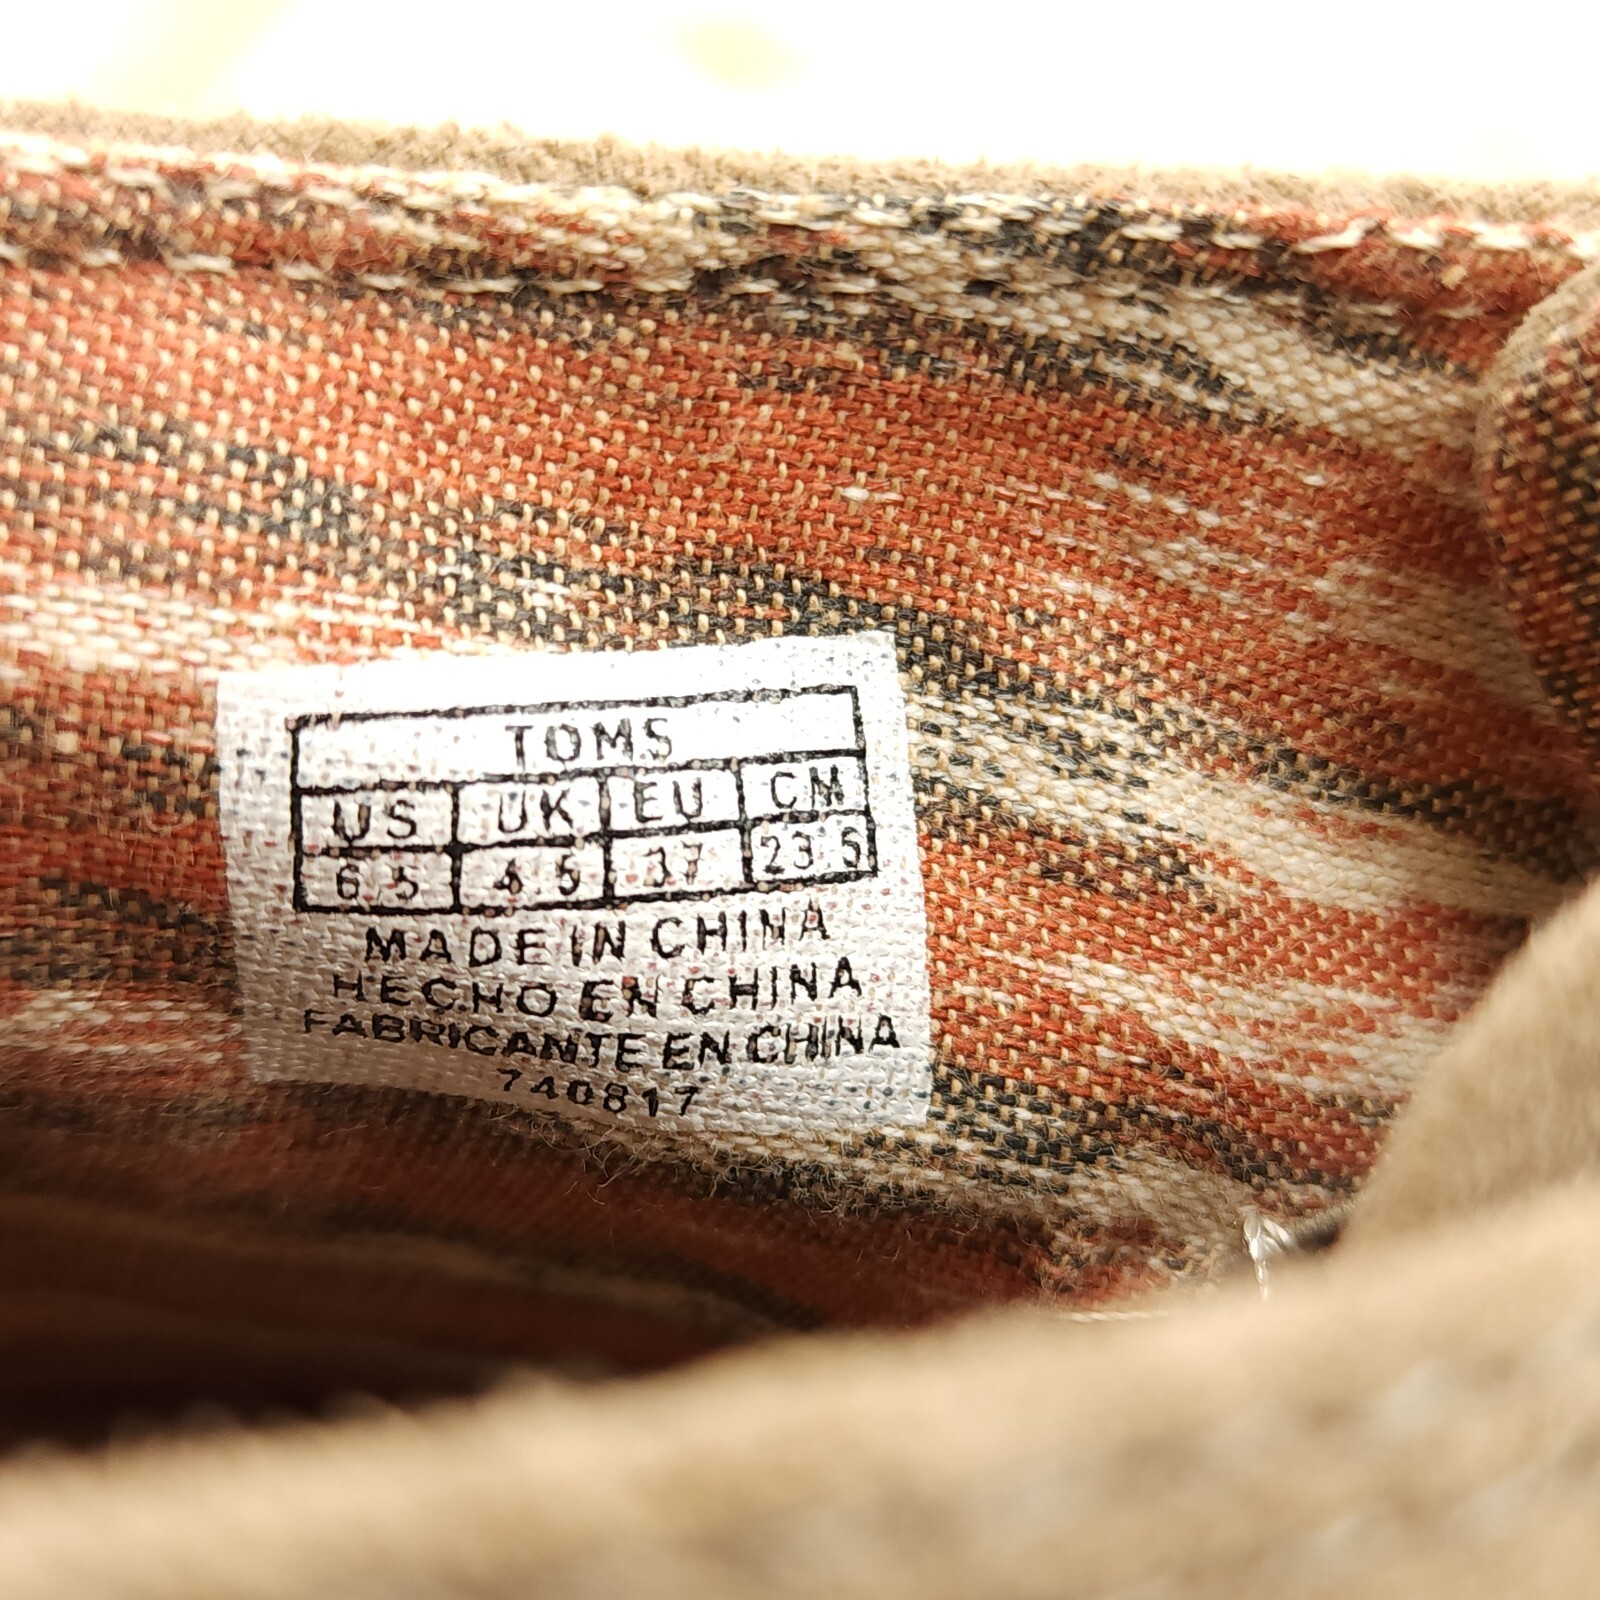 TOMS
US UK EU CM
6.5 4.5 37 23.5
MADE IN CHINA
HECHO EN CHINA
FABRICANTE EN CHINA
740817